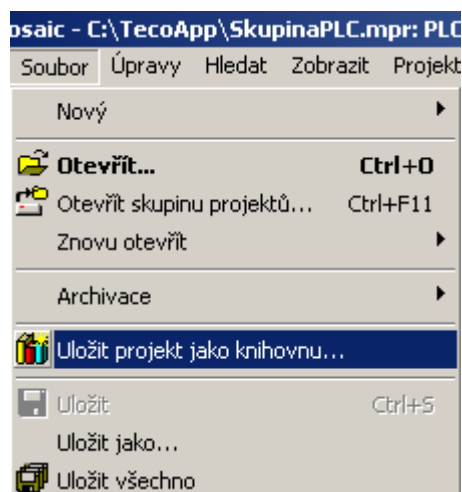 osaic - C:\TecoApp\SkupinaPLC.mpr: PLC
Soubor Úpravy Hledat Zobrazit Projekt
Nový
Otevřít... Ctrl+O
Otevřít skupinu projektů... Ctrl+F11
Znovu otevřít
Archivace
Uložit projekt jako knihovnu...
Uložit Ctrl+S
Uložit jako...
Uložit všechno